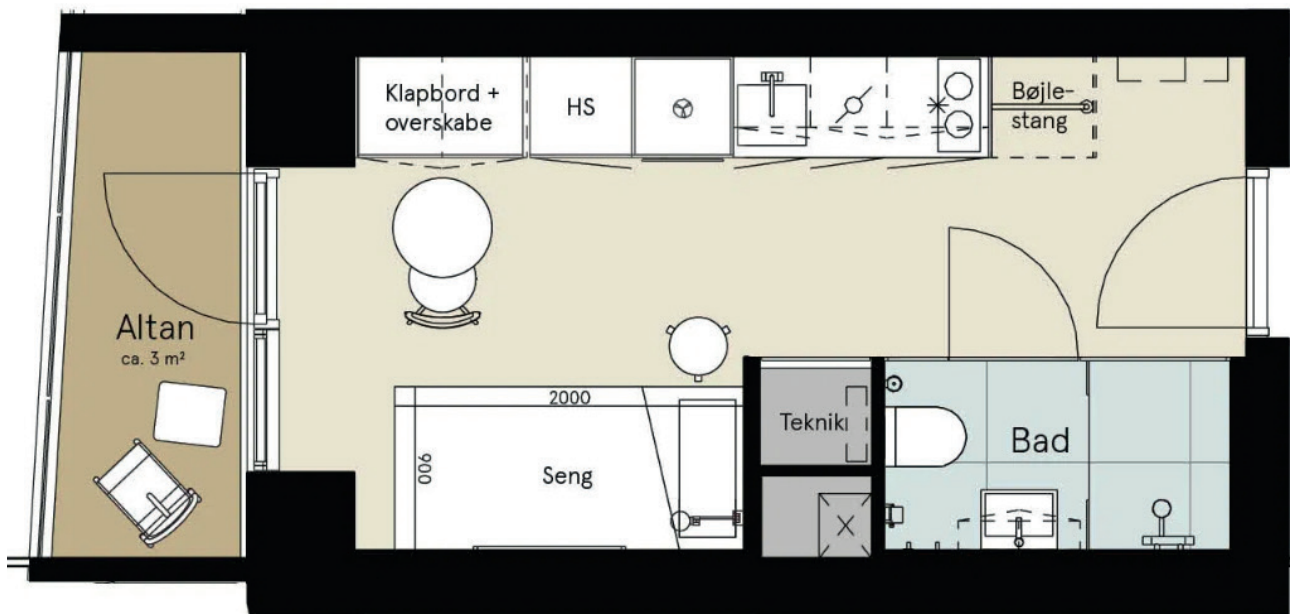 Klapbord +
overskabe
HS
Bøjle-
stang
Altan
ca. 3 m²
2000
900
Seng
Teknik
Bad